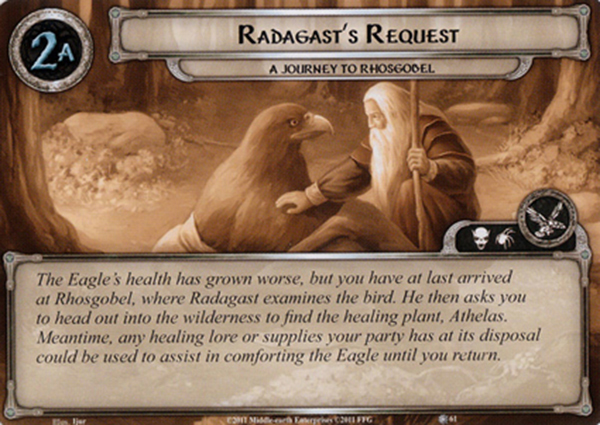 2A
RADAGAST'S REQUEST
A JOURNEY TO RHOSGOBEL
The Eagle's health has grown worse, but you have at last arrived
at Rhosgobel, where Radagast examines the bird. He then asks you
to head out into the wilderness to find the healing plant, Athelas.
Meantime, any healing lore or supplies your party has at its disposal
could be used to assist in comforting the Eagle until you return.
Illus. Ijur
©2011 Middle-earth Enterprises ©2011 FFG
61